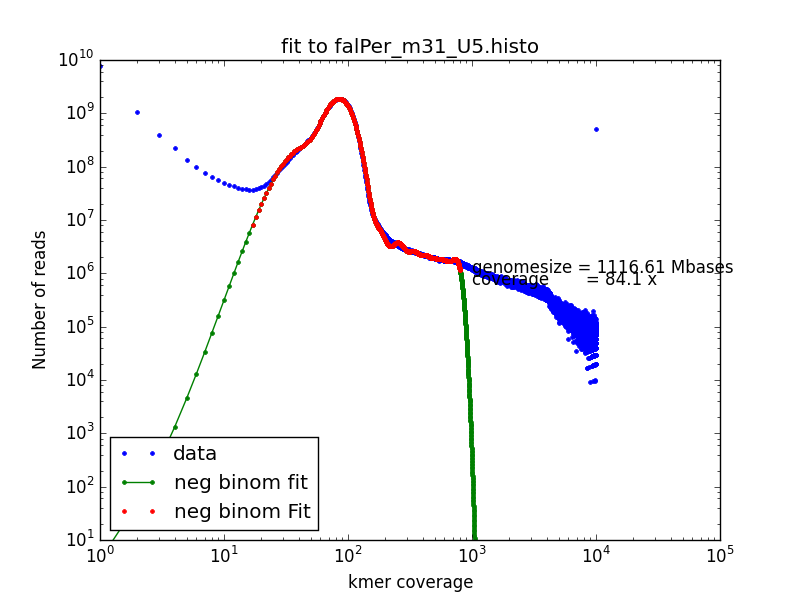 fit to falPer_m31_U5.histo
10^10
10^9
10^8
10^7
10^6
10^5
10^4
10^3
10^2
10^1
Number of reads
genomesize = 1116.61 Mbases
coverage = 84.1 x
data
neg binom fit
neg binom Fit
10^0
10^1
10^2
10^3
10^4
10^5
kmer coverage